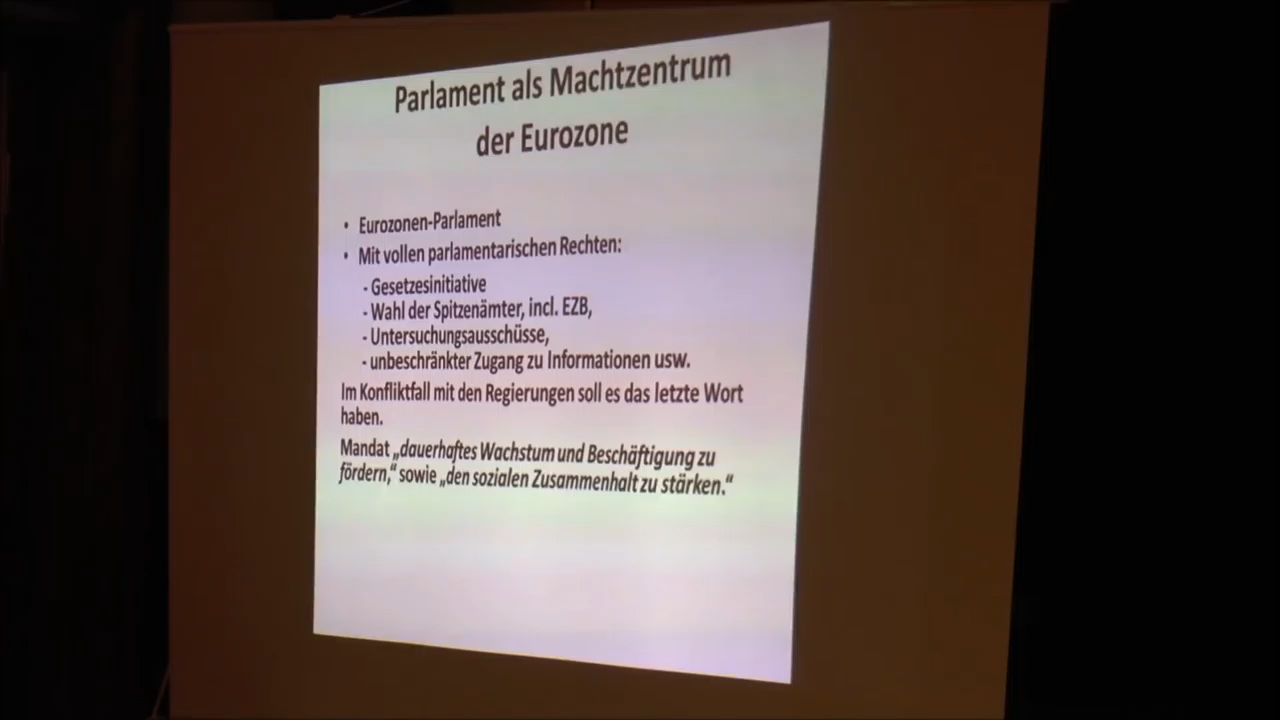 Parlament als Machtzentrum
der Eurozone
• Eurozonen-Parlament
• Mit vollen parlamentarischen Rechten:
- Gesetzesinitiative
- Wahl der Spitzenämter, incl. EZB,
- Untersuchungsausschüsse,
- unbeschränkter Zugang zu Informationen usw.
Im Konfliktfall mit den Regierungen soll es das letzte Wort
haben.
Mandat „dauerhaftes Wachstum und Beschäftigung zu
fördern,“ sowie „den sozialen Zusammenhalt zu stärken.“